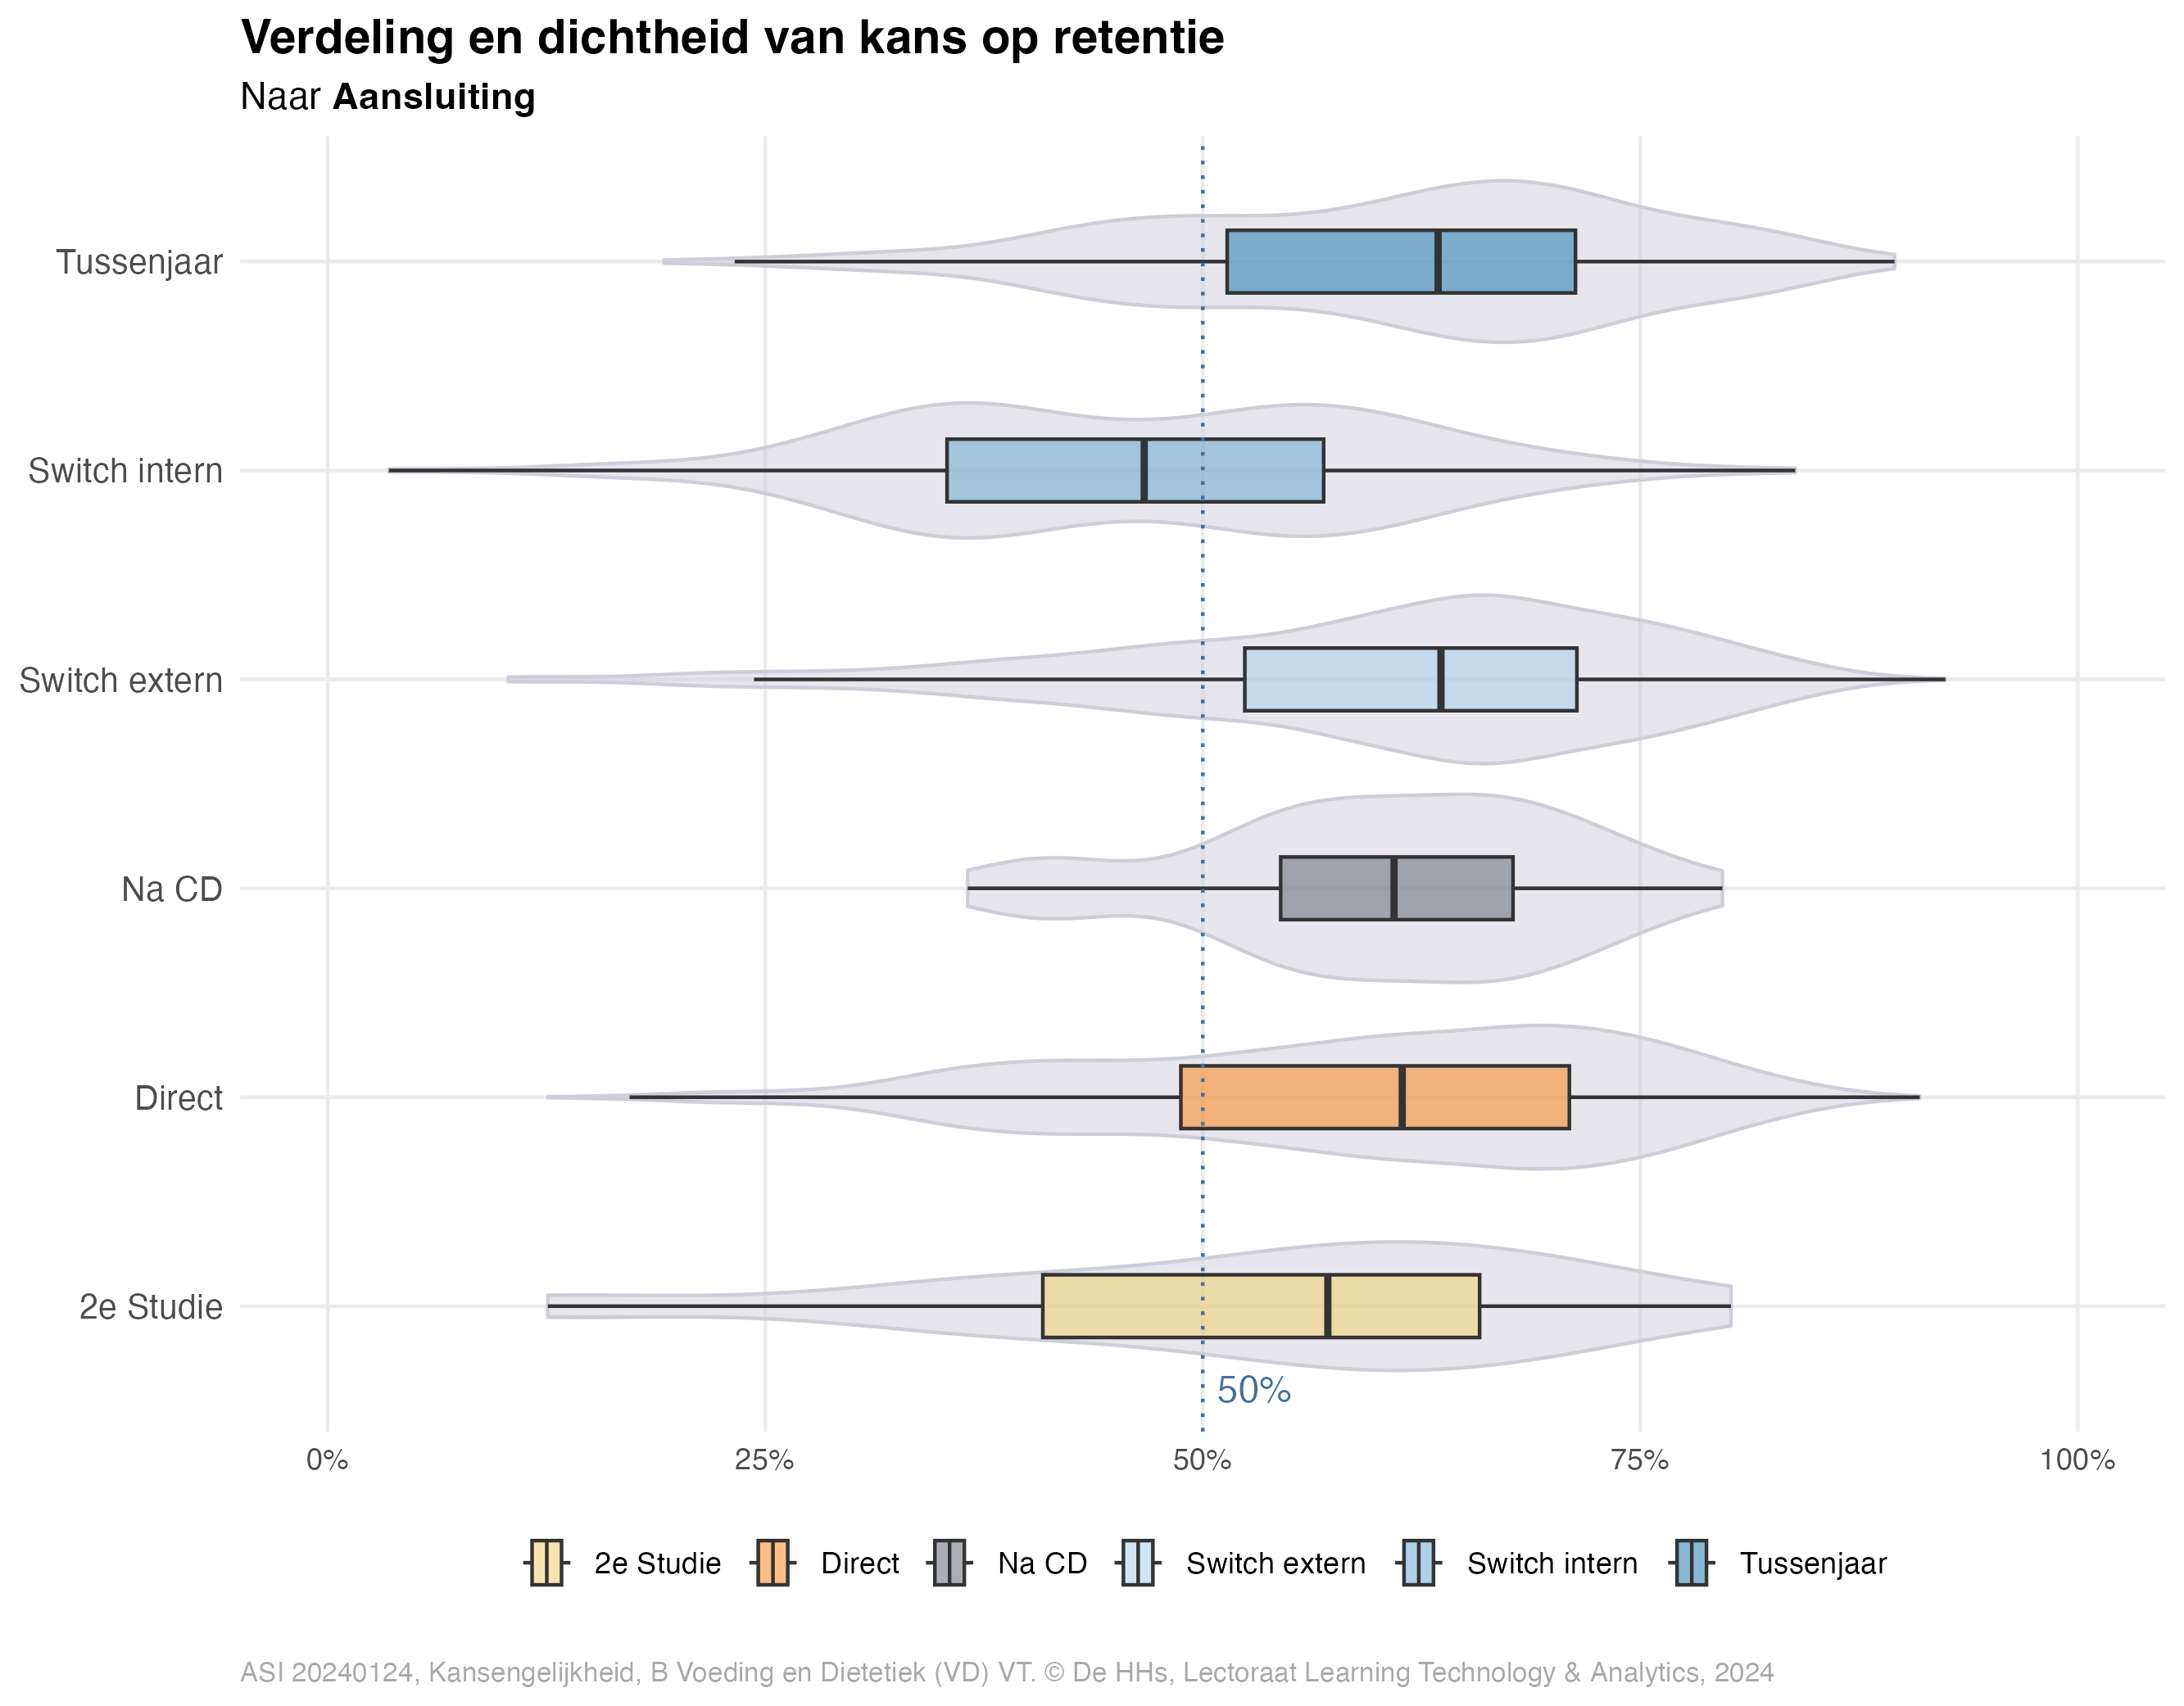 Verdeling en dichtheid van kans op retentie
Naar Aansluiting
Tussenjaar
Switch intern
Switch extern
Na CD
Direct
2e Studie
50%
0% 25% 50% 75% 100%
2e Studie Direct Na CD Switch extern Switch intern Tussenjaar
ASI 20240124, Kansengelijkheid, B Voeding en Dietetiek (VD) VT. © De HHs, Lectoraat Learning Technology & Analytics, 2024